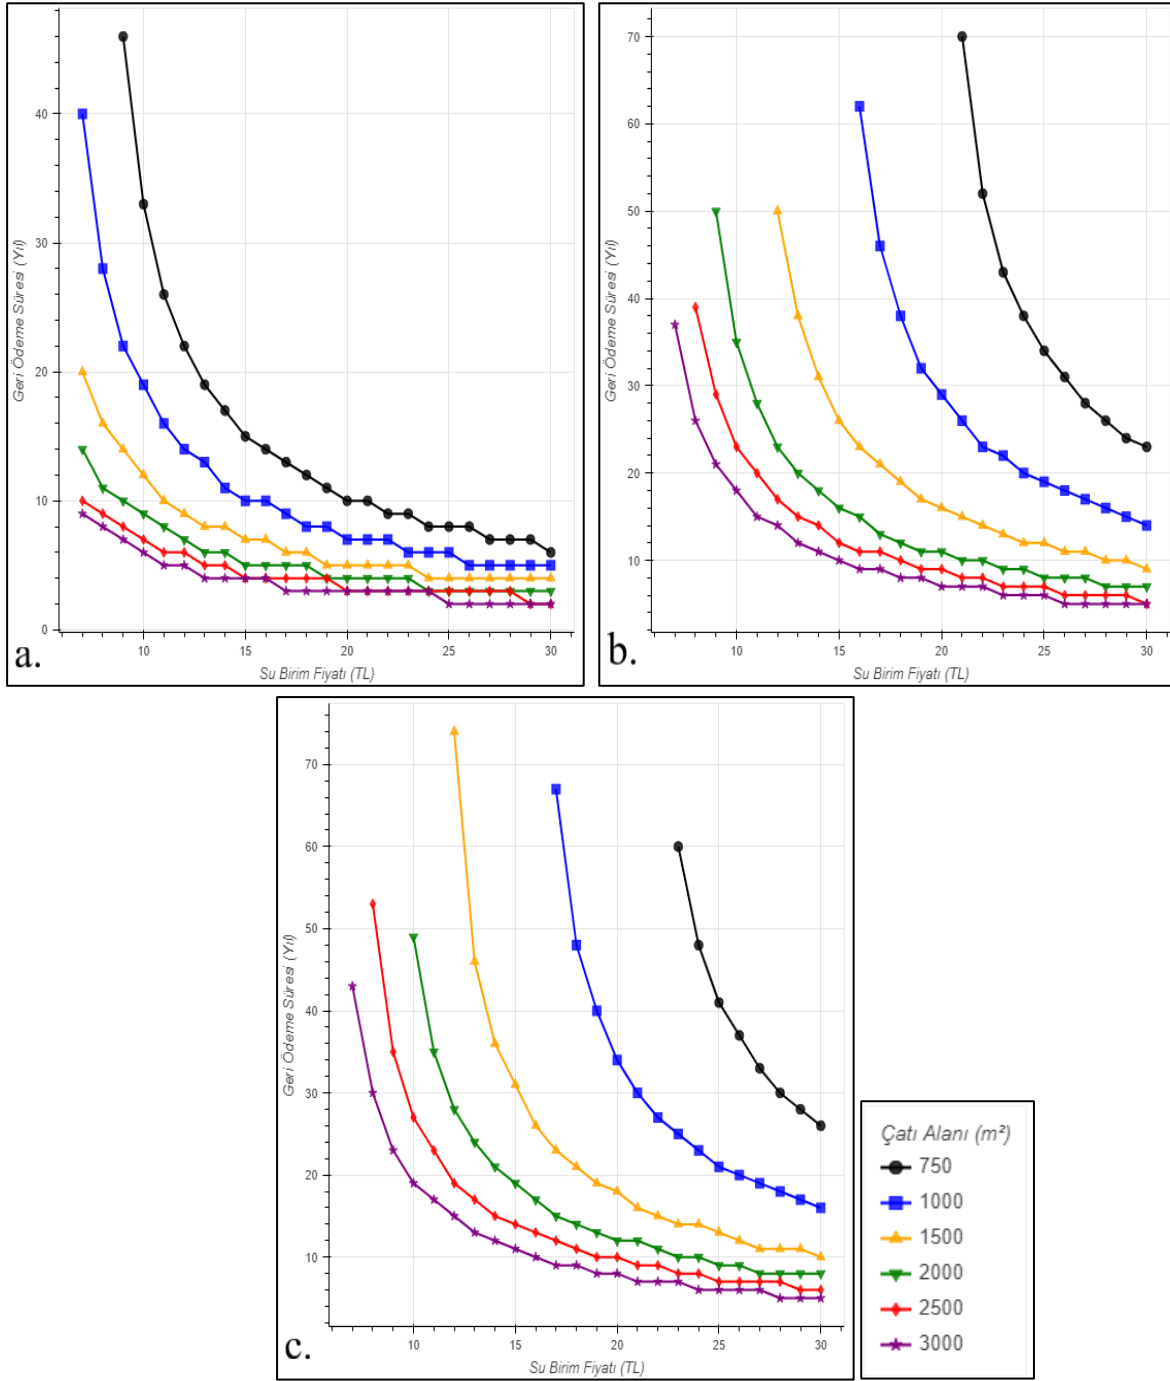 40
30
20
10
0
Geri Ödeme Süresi (Yıl)
10 15 20 25 30
Su Birim Fiyatı (TL)
a.
70
60
50
40
30
20
10
Geri Ödeme Süresi (Yıl)
10 15 20 25 30
Su Birim Fiyatı (TL)
b.
70
60
50
40
30
20
10
Geri Ödeme Süresi (Yıl)
10 15 20 25 30
Su Birim Fiyatı (TL)
c.
Çatı Alanı (m²)
750
1000
1500
2000
2500
3000